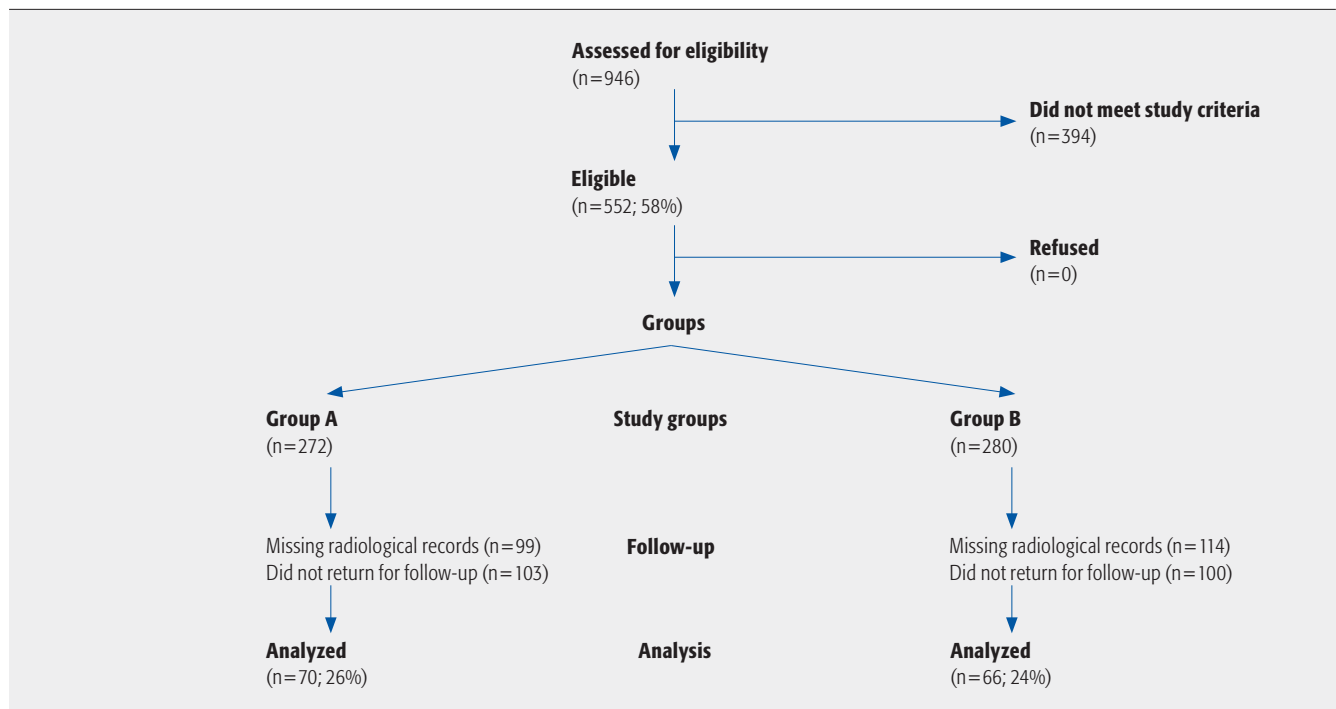 Assessed for eligibility
(n=946)
Did not meet study criteria
(n=394)
Eligible
(n=552; 58%)
Refused
(n=0)
Groups
Group A
(n=272)
Study groups
Group B
(n=280)
Missing radiological records (n=99)
Did not return for follow-up (n=103)
Follow-up
Missing radiological records (n=114)
Did not return for follow-up (n=100)
Analyzed
(n=70; 26%)
Analysis
Analyzed
(n=66; 24%)